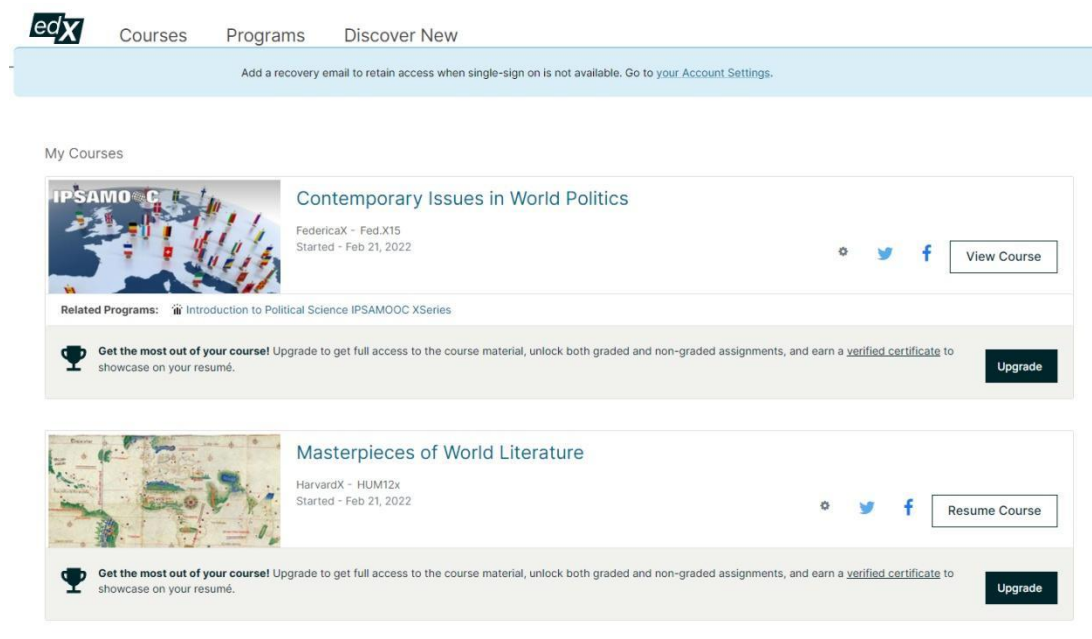 edX
Courses Programs Discover New
Add a recovery email to retain access when single-sign on is not available. Go to your Account Settings.
My Courses
IPSAMOOC
Contemporary Issues in World Politics
FedericaX - Fed.X15
Started - Feb 21, 2022
View Course
Related Programs: Introduction to Political Science IPSAMOOC XSeries
Get the most out of your course! Upgrade to get full access to the course material, unlock both graded and non-graded assignments, and earn a verified certificate to
showcase on your resumé.
Upgrade
Masterpieces of World Literature
HarvardX - HUM12x
Started - Feb 21, 2022
Resume Course
Get the most out of your course! Upgrade to get full access to the course material, unlock both graded and non-graded assignments, and earn a verified certificate to
showcase on your resumé.
Upgrade